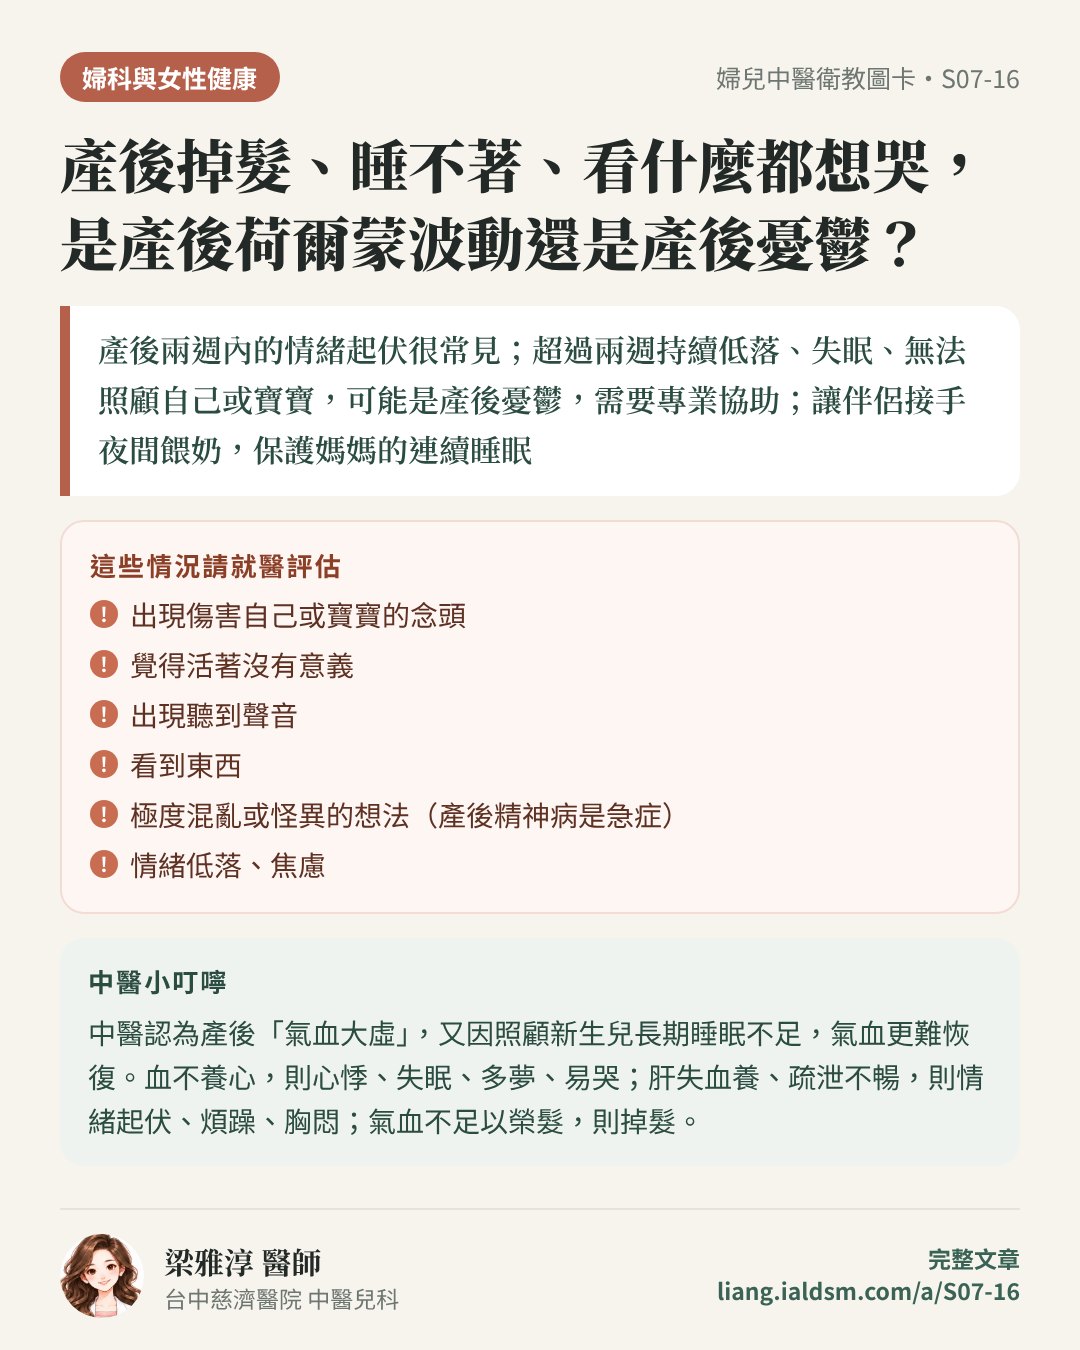 婦科與女性健康
婦兒中醫衛教圖卡・S07-16
產後掉髮、睡不著、看什麼都想哭，
是產後荷爾蒙波動還是產後憂鬱？
產後兩週內的情緒起伏很常見；超過兩週持續低落、失眠、無法
照顧自己或寶寶，可能是產後憂鬱，需要專業協助；讓伴侶接手
夜間餵奶，保護媽媽的連續睡眠
這些情況請就醫評估
! 出現傷害自己或寶寶的念頭
! 覺得活著沒有意義
! 出現聽到聲音
! 看到東西
! 極度混亂或怪異的想法（產後精神病是急症）
! 情緒低落、焦慮
中醫小叮嚀
中醫認為產後「氣血大虛」，又因照顧新生兒長期睡眠不足，氣血更難恢
復。血不養心，則心悸、失眠、多夢、易哭；肝失血養、疏泄不暢，則情
緒起伏、煩躁、胸悶；氣血不足以榮髮，則掉髮。
梁雅淳 醫師
台中慈濟醫院 中醫兒科
完整文章
liang.ialdsm.com/a/S07-16